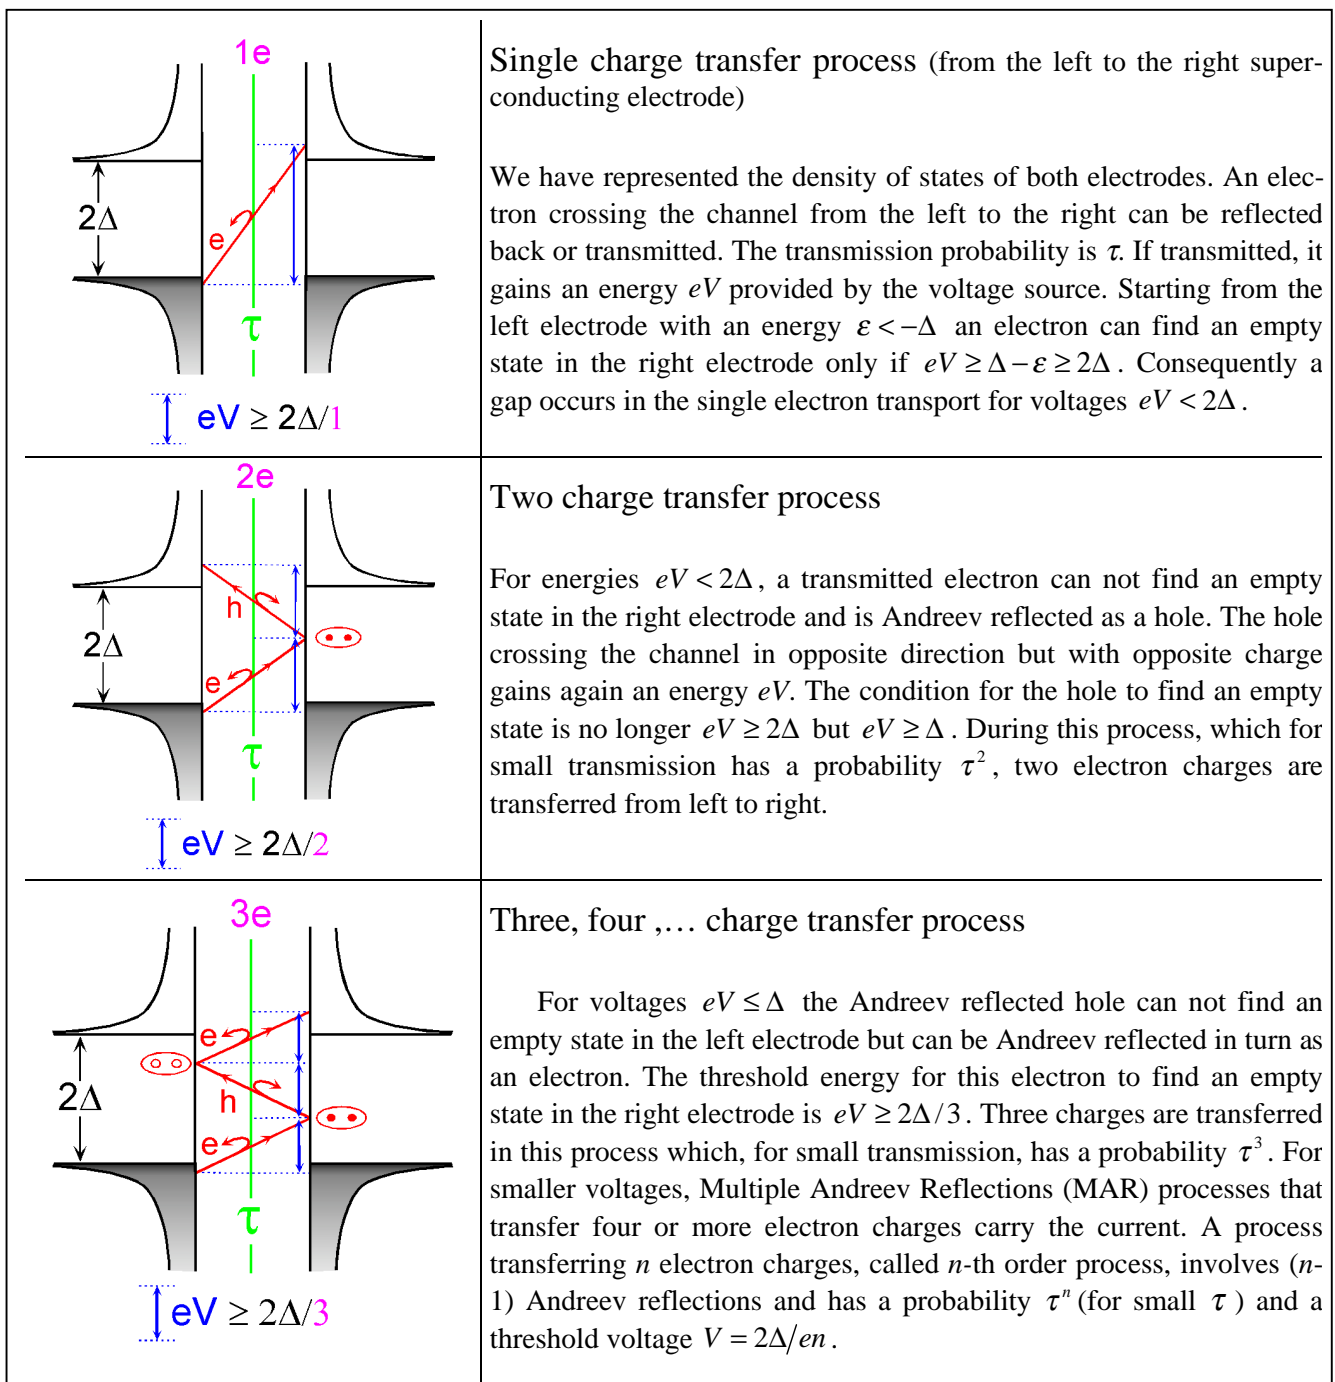 1e
2Δ
e
τ
eV ≥ 2Δ/1
Single charge transfer process (from the left to the right super-
conducting electrode)
We have represented the density of states of both electrodes. An elec-
tron crossing the channel from the left to the right can be reflected
back or transmitted. The transmission probability is τ. If transmitted, it
gains an energy eV provided by the voltage source. Starting from the
left electrode with an energy ε < −Δ an electron can find an empty
state in the right electrode only if eV ≥ Δ − ε ≥ 2Δ. Consequently a
gap occurs in the single electron transport for voltages eV < 2Δ.
2e
h
2Δ
e
τ
eV ≥ 2Δ/2
Two charge transfer process
For energies eV < 2Δ, a transmitted electron can not find an empty
state in the right electrode and is Andreev reflected as a hole. The hole
crossing the channel in opposite direction but with opposite charge
gains again an energy eV. The condition for the hole to find an empty
state is no longer eV ≥ 2Δ but eV ≥ Δ. During this process, which for
small transmission has a probability τ², two electron charges are
transferred from left to right.
3e
e
2Δ
h
e
τ
eV ≥ 2Δ/3
Three, four ,… charge transfer process
For voltages eV ≤ Δ the Andreev reflected hole can not find an
empty state in the left electrode but can be Andreev reflected in turn as
an electron. The threshold energy for this electron to find an empty
state in the right electrode is eV ≥ 2Δ/3. Three charges are transferred
in this process which, for small transmission, has a probability τ³. For
smaller voltages, Multiple Andreev Reflections (MAR) processes that
transfer four or more electron charges carry the current. A process
transferring n electron charges, called n-th order process, involves (n-
1) Andreev reflections and has a probability τⁿ (for small τ ) and a
threshold voltage V = 2Δ/en.